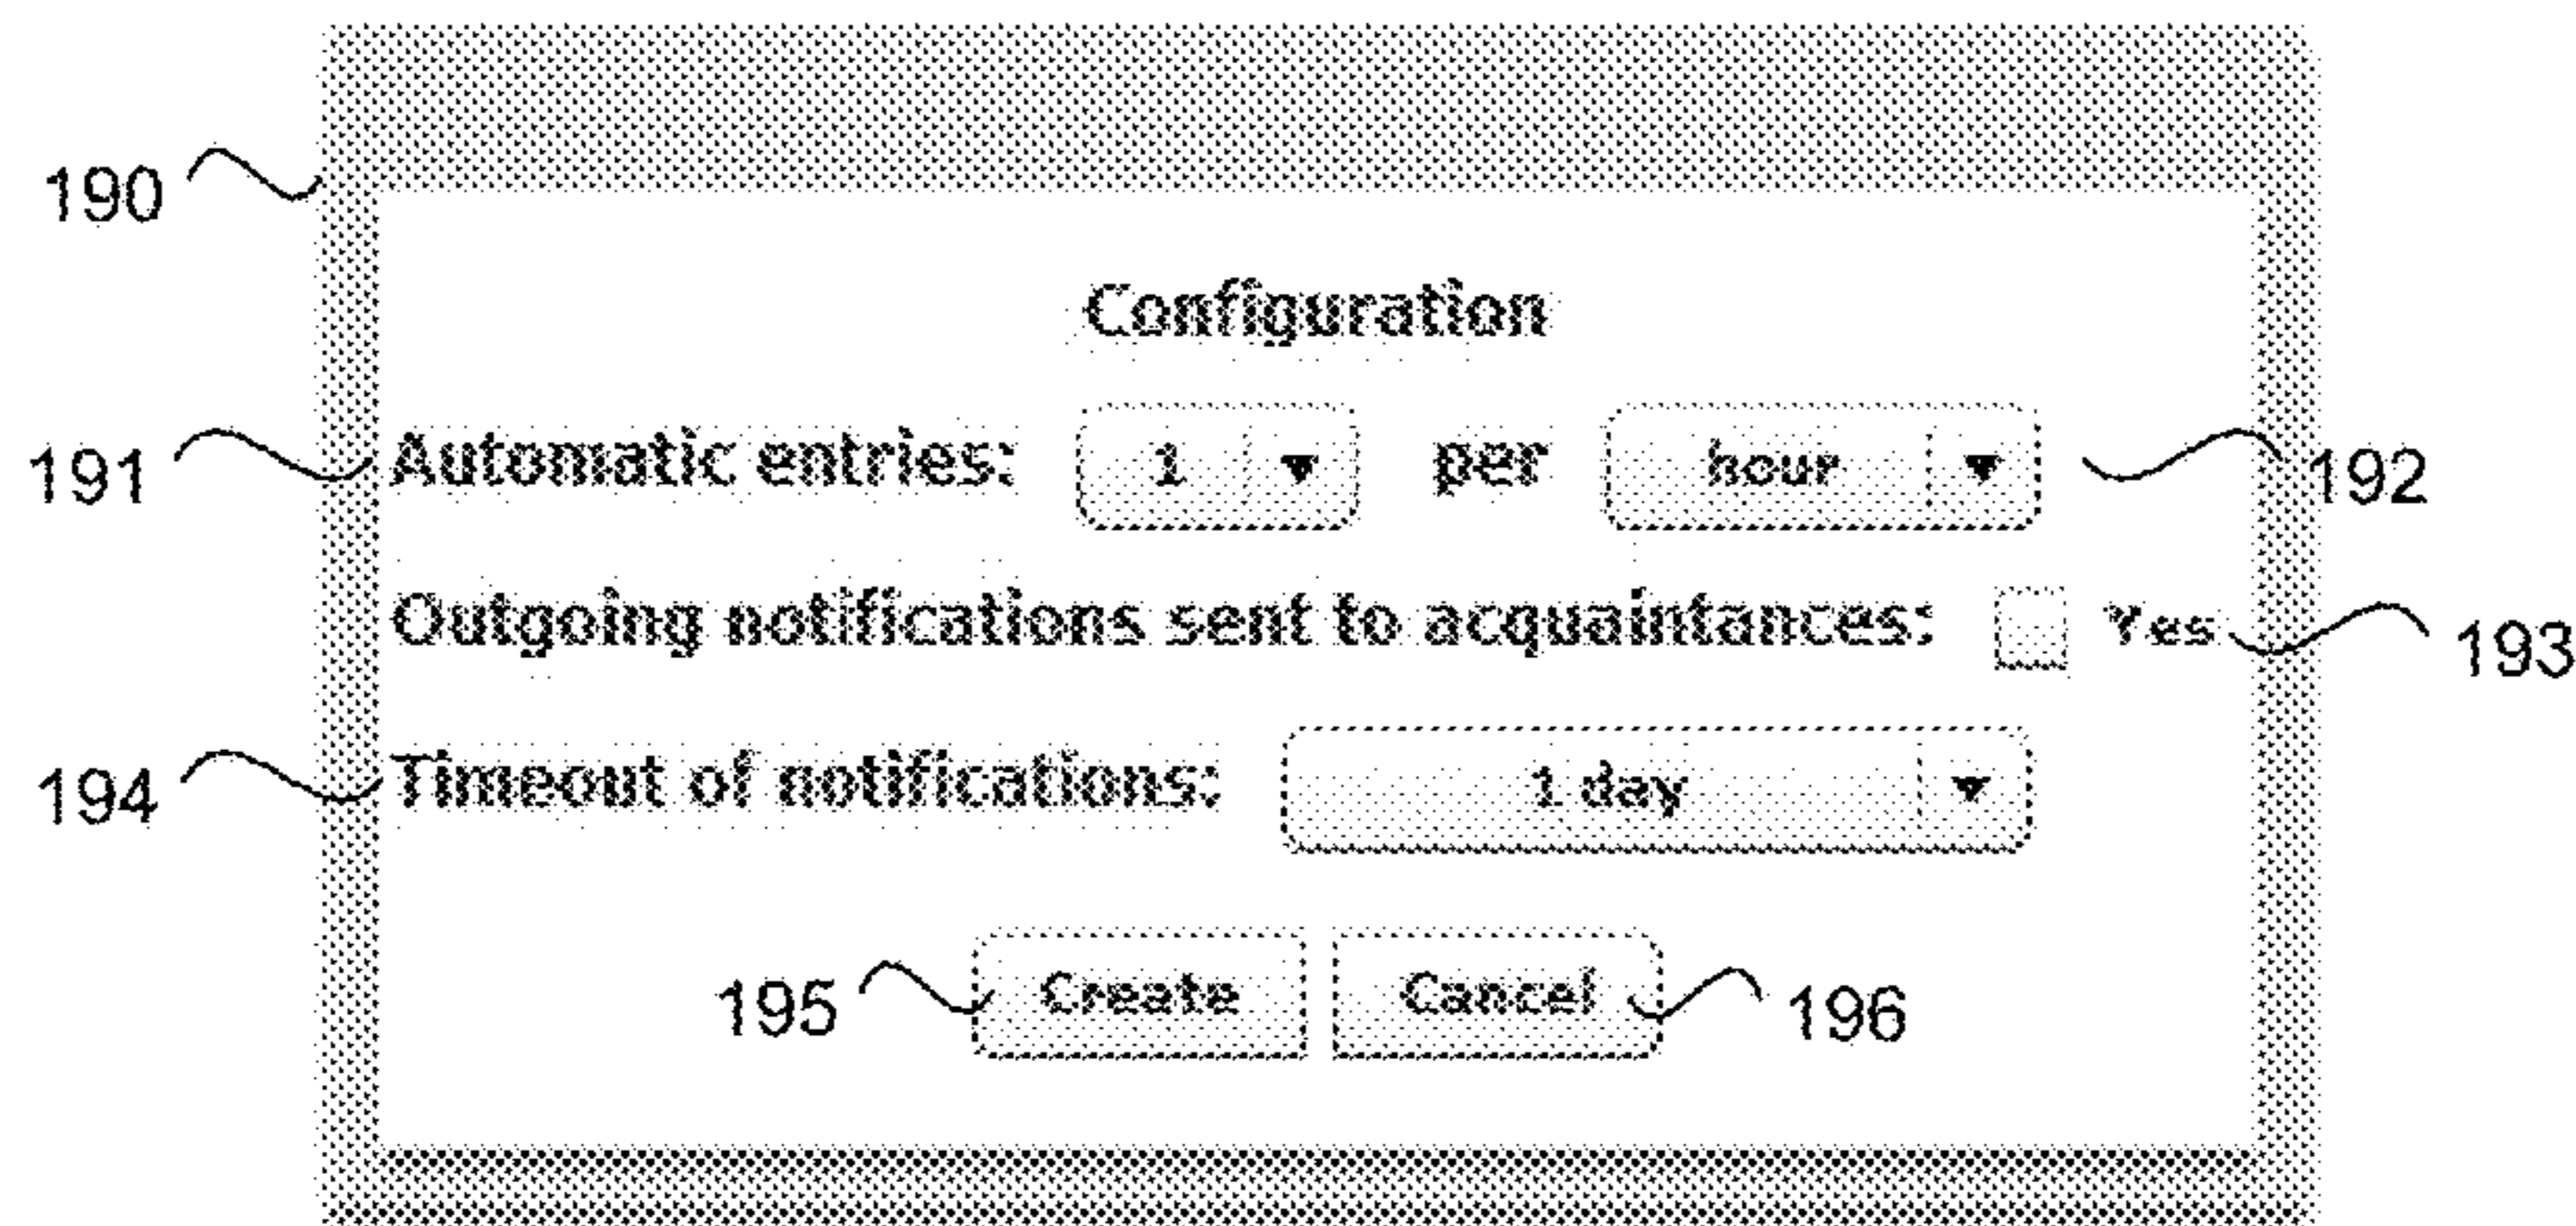 190
Configuration
191 Automatic entries: 1 per hour 192
Outgoing notifications sent to acquaintances: Yes 193
194 Timeout of notifications: 1 day
195 Create Cancel 196